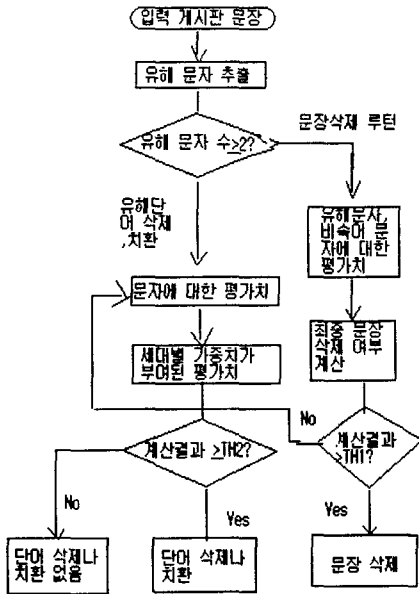 입력 게시판 문장
유해 문자 추출
유해 문자 수≥2?
문장삭제 루틴
유해단
어 삭제
,치환
유해문자,
비속어 문
자에 대한
평가치
문자에 대한 평가치
세대별 가중치가
부여된 평가치
최종 문장
삭제 여부
계산
No
계산결과 ≥TH2?
계산결과
≥TH1?
No
Yes
Yes
단어 삭제나
치환 없음
단어 삭제나
치환
문장 삭제